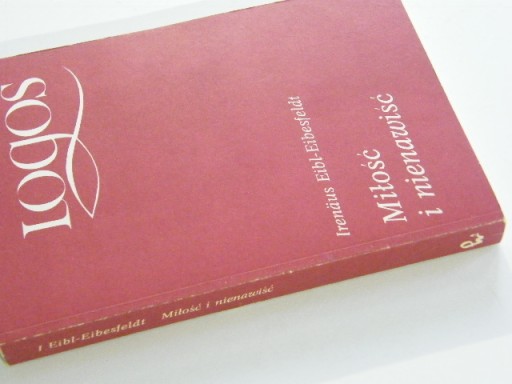 Logos
Irenäus Eibl-Eibesfeldt
Miłość
i nienawiść
I Eibl-Eibesfeldt Miłość i nienawiść